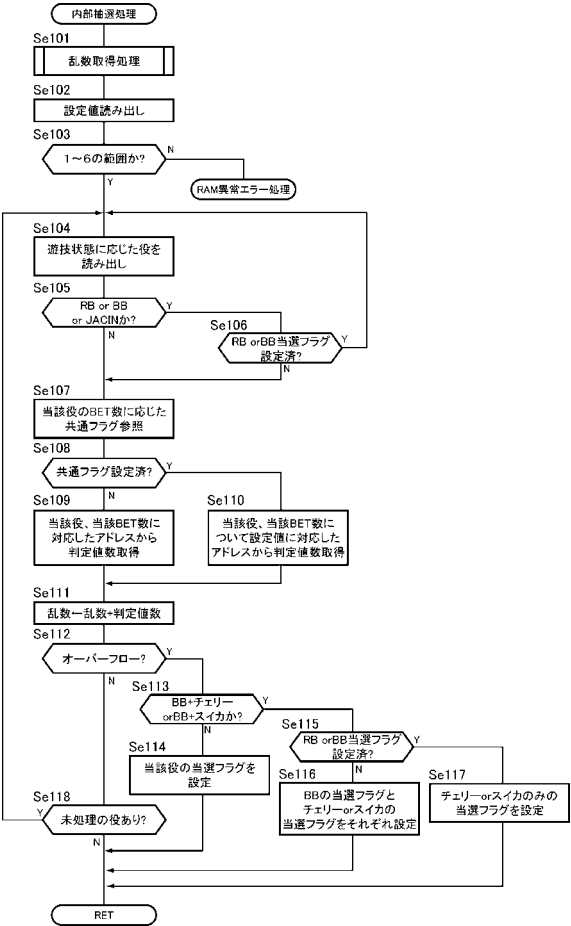 内部抽選処理
Se101
乱数取得処理
Se102
設定値読み出し
Se103
1～6の範囲か?
N
Y
RAM異常エラー処理
Se104
遊技状態に応じた役を
読み出し
Se105
RB or BB
or JACINか?
Y
N
Se106
RB orBB当選フラグ
設定済?
Y
N
Se107
当該役のBET数に応じた
共通フラグ参照
Se108
共通フラグ設定済?
Y
N
Se109
当該役、当該BET数に
対応したアドレスから
判定値数取得
Se110
当該役、当該BET数に
ついて設定値に対応した
アドレスから判定値数取得
Se111
乱数←乱数+判定値数
Se112
オーバーフロー?
Y
N
Se113
BB+チェリー
orBB+スイカか?
Y
N
Se114
当該役の当選フラグを
設定
Se115
RB orBB当選フラグ
設定済?
Y
N
Se116
BBの当選フラグと
チェリーorスイカの
当選フラグをそれぞれ設定
Se117
チェリーorスイカのみの
当選フラグを設定
Se118
Y
未処理の役あり?
N
RET